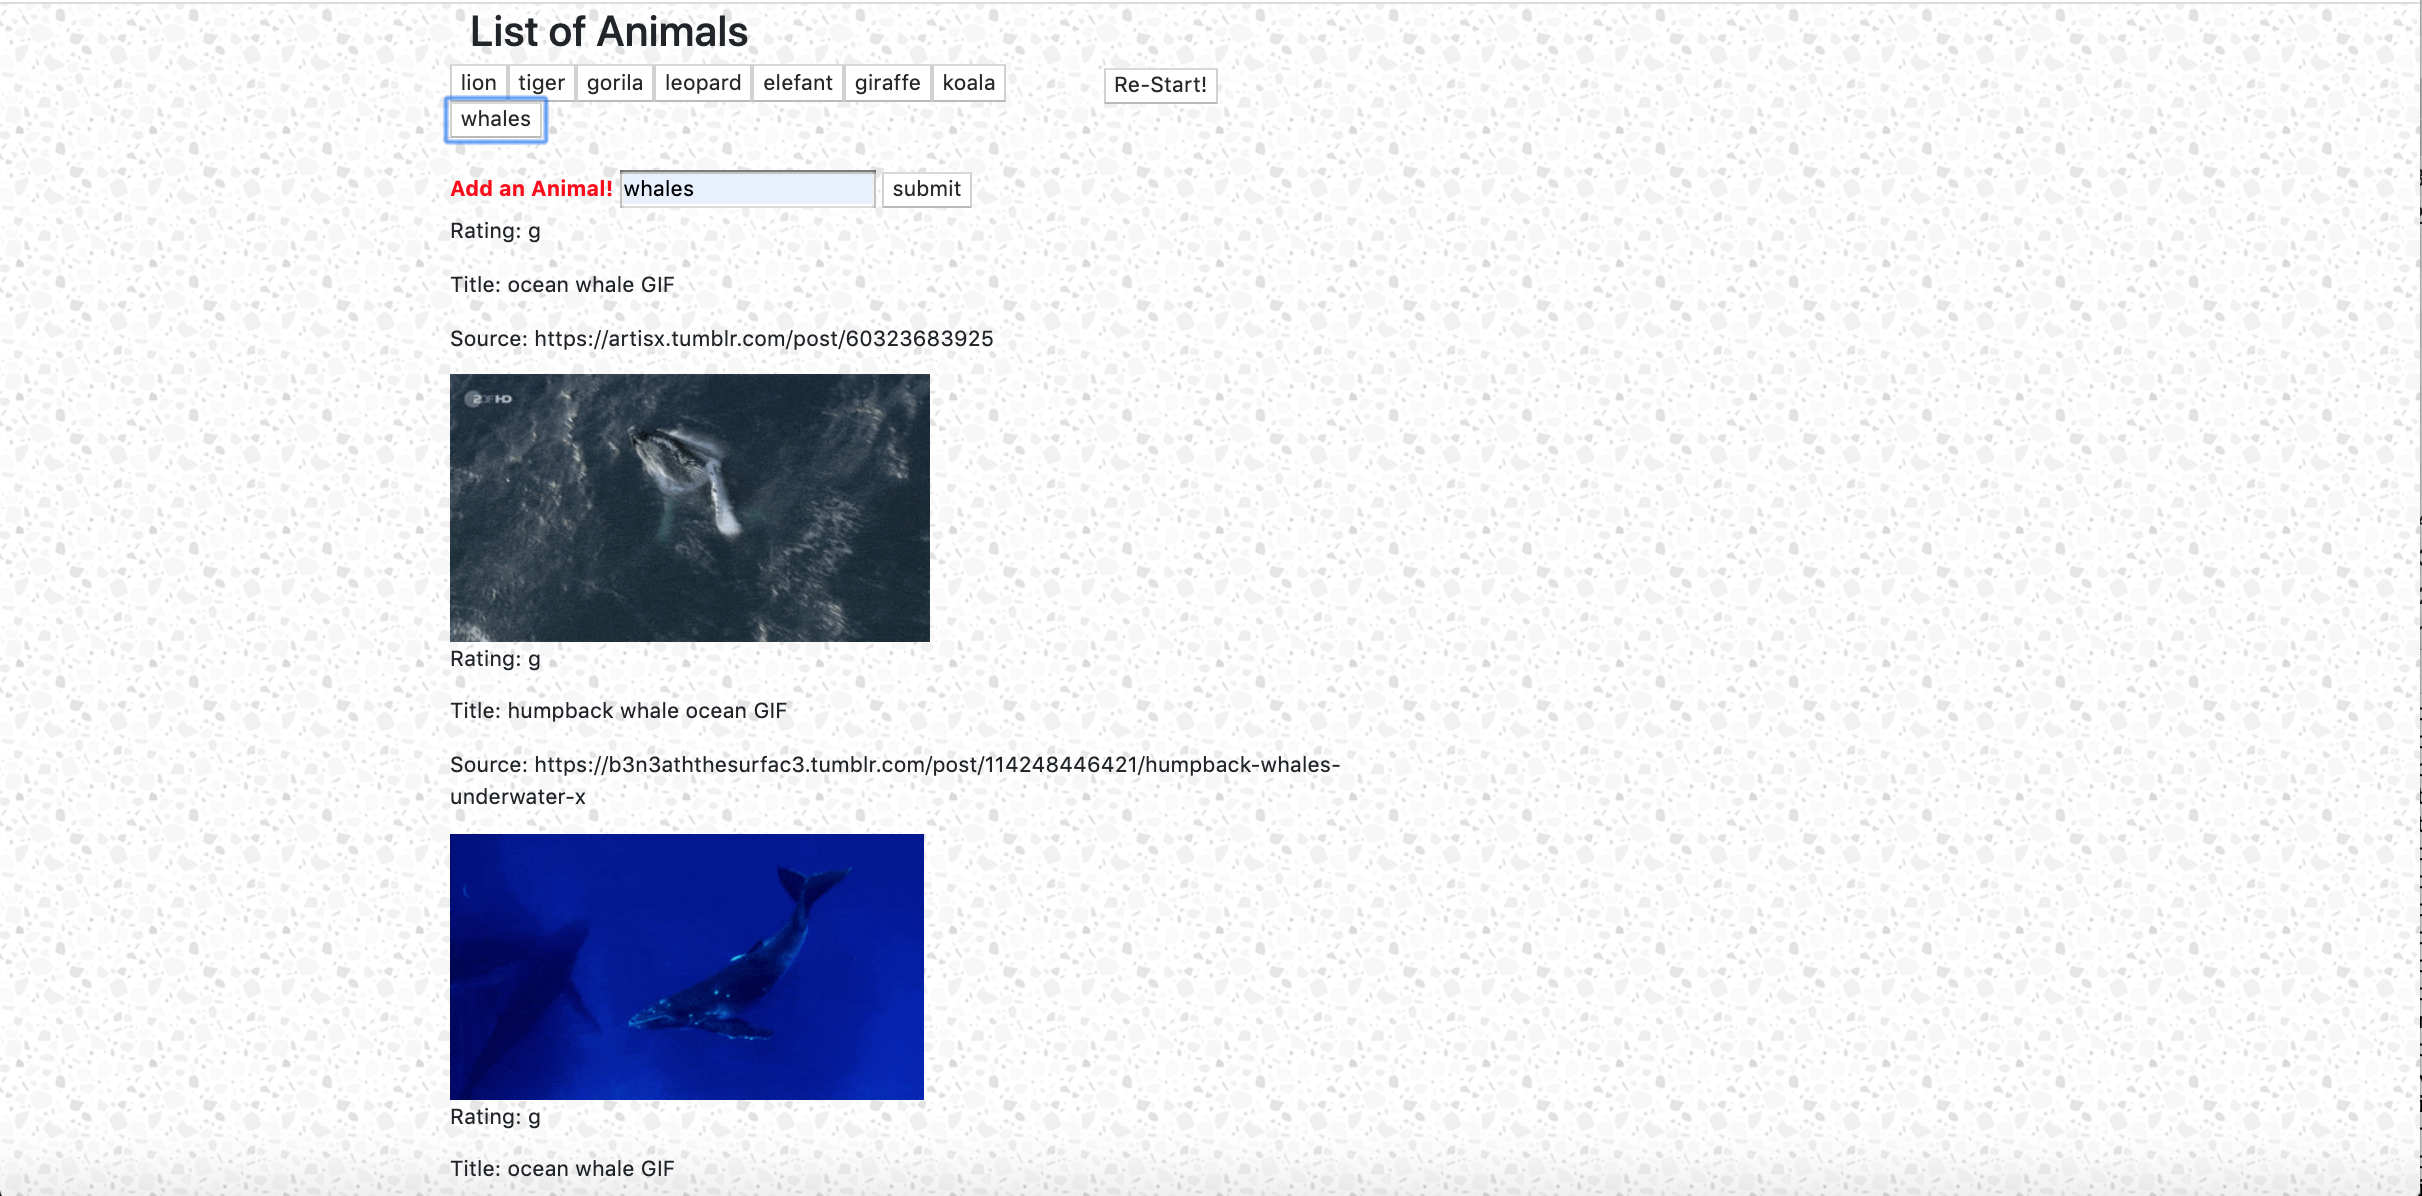 List of Animals
lion tiger gorila leopard elefant giraffe koala Re-Start!
whales
Add an Animal! whales submit
Rating: g
Title: ocean whale GIF
Source: https://artisx.tumblr.com/post/60323683925
ZDF HD
Rating: g
Title: humpback whale ocean GIF
Source: https://b3n3aththesurfac3.tumblr.com/post/114248446421/humpback-whales-
underwater-x
Rating: g
Title: ocean whale GIF